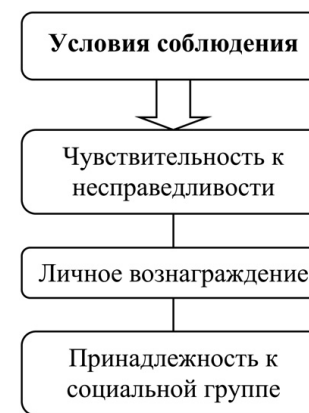 Условия соблюдения
Чувствительность к
несправедливости
Личное вознаграждение
Принадлежность к
социальной группе